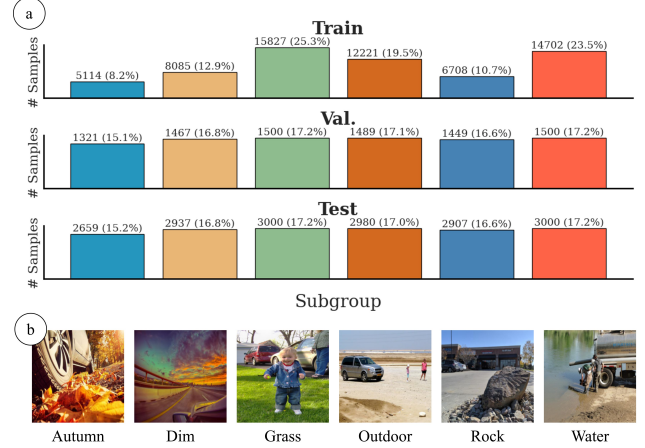 a
Train
# Samples
5114 (8.2%)
8085 (12.9%)
15827 (25.3%)
12221 (19.5%)
6708 (10.7%)
14702 (23.5%)
Val.
# Samples
1321 (15.1%)
1467 (16.8%)
1500 (17.2%)
1489 (17.1%)
1449 (16.6%)
1500 (17.2%)
Test
# Samples
2659 (15.2%)
2937 (16.8%)
3000 (17.2%)
2980 (17.0%)
2907 (16.6%)
3000 (17.2%)
Subgroup
b
Autumn
Dim
Grass
Outdoor
Rock
Water